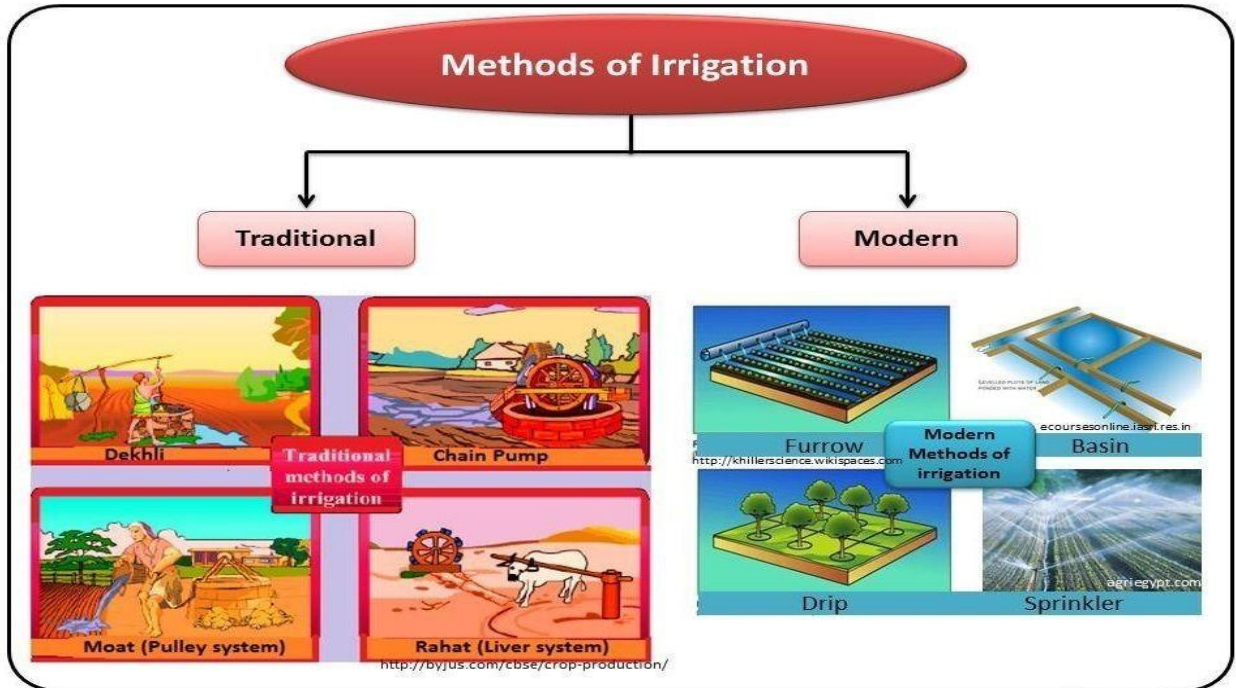 Methods of Irrigation
Traditional
Modern
Dekhli
Chain Pump
Traditional
methods of
irrigation
Moat (Pulley system)
Rahat (Liver system)
http://byjus.com/cbse/crop-production/
LEVELLED PLOTS OF LAND
PONDED WITH WATER
ecoursesonline.iasri.res.in
Furrow
Basin
http://khillerscience.wikispaces.com
Modern
Methods of
irrigation
agriegypt.com
Drip
Sprinkler